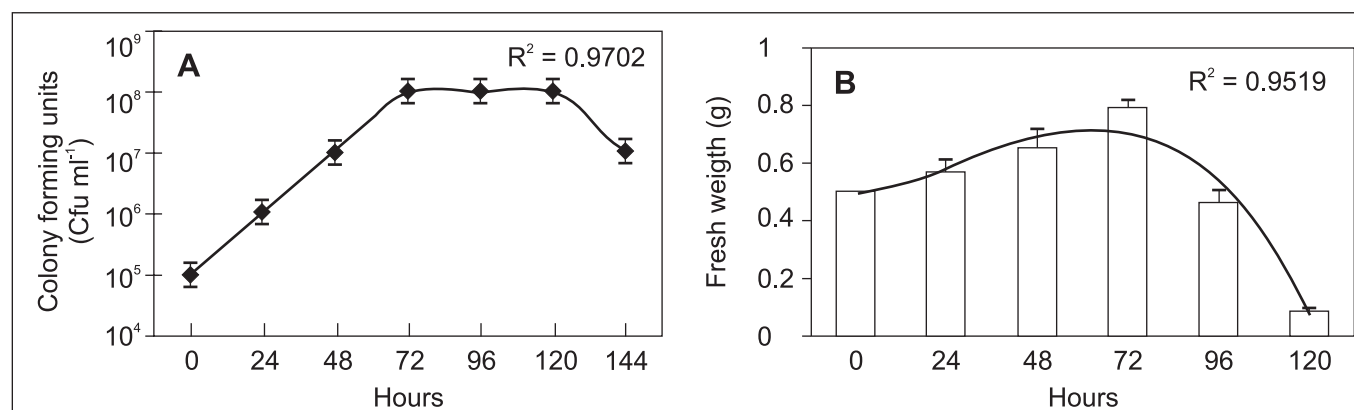 A
R² = 0.9702
Colony forming units
(Cfu ml⁻¹)
10⁹
10⁸
10⁷
10⁶
10⁵
10⁴
0 24 48 72 96 120 144
Hours
B
R² = 0.9519
Fresh weigth (g)
1
0.8
0.6
0.4
0.2
0
0 24 48 72 96 120
Hours